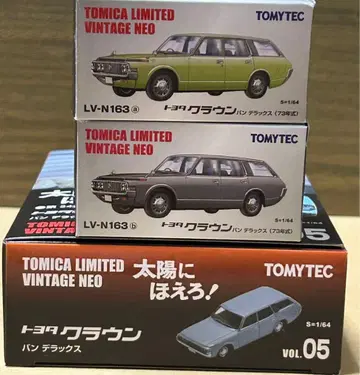 TOMICA LIMITED
VINTAGE NEO
TOMYTEC
S=1/64
LV-N163 a
トヨタ クラウン
バン デラックス (73年式)
TOMICA LIMITED
VINTAGE NEO
TOMYTEC
S=1/64
LV-N163 b
トヨタ クラウン
バン デラックス (73年式)
05
TOMICA LIMITED
VINTAGE NEO
太陽に
ほえろ!
TOMYTEC
トヨタ クラウン
バン デラックス
S=1/64
VOL.05